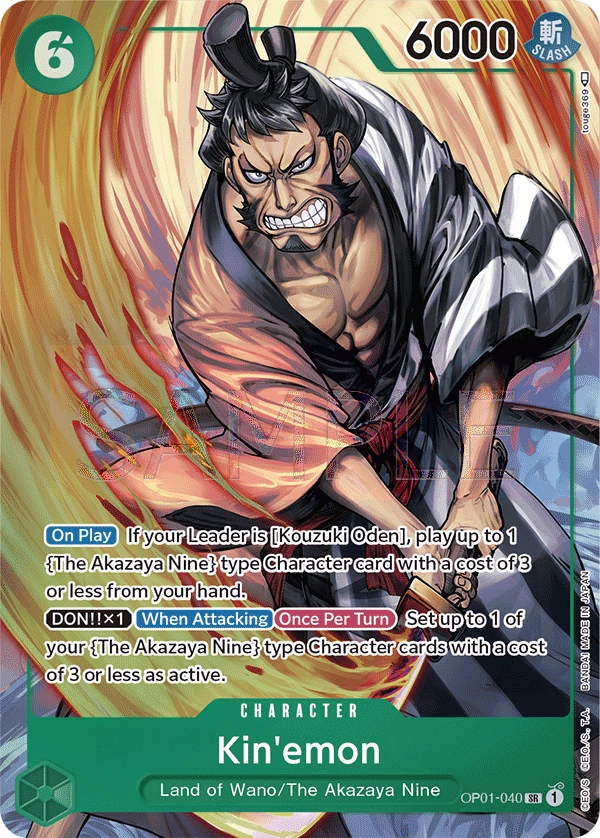 6
6000
斬
SLASH
touge369
SAMPLE
On Play If your Leader is [Kouzuki Oden], play up to 1
{The Akazaya Nine} type Character card with a cost of 3
or less from your hand.
DON!!×1 When Attacking Once Per Turn Set up to 1 of
your {The Akazaya Nine} type Character cards with a cost
of 3 or less as active.
CHARACTER
Kin'emon
Land of Wano/The Akazaya Nine
OP01-040 SR 1
©EO/S ©E.O./S., T.A. BANDAI MADE IN JAPAN